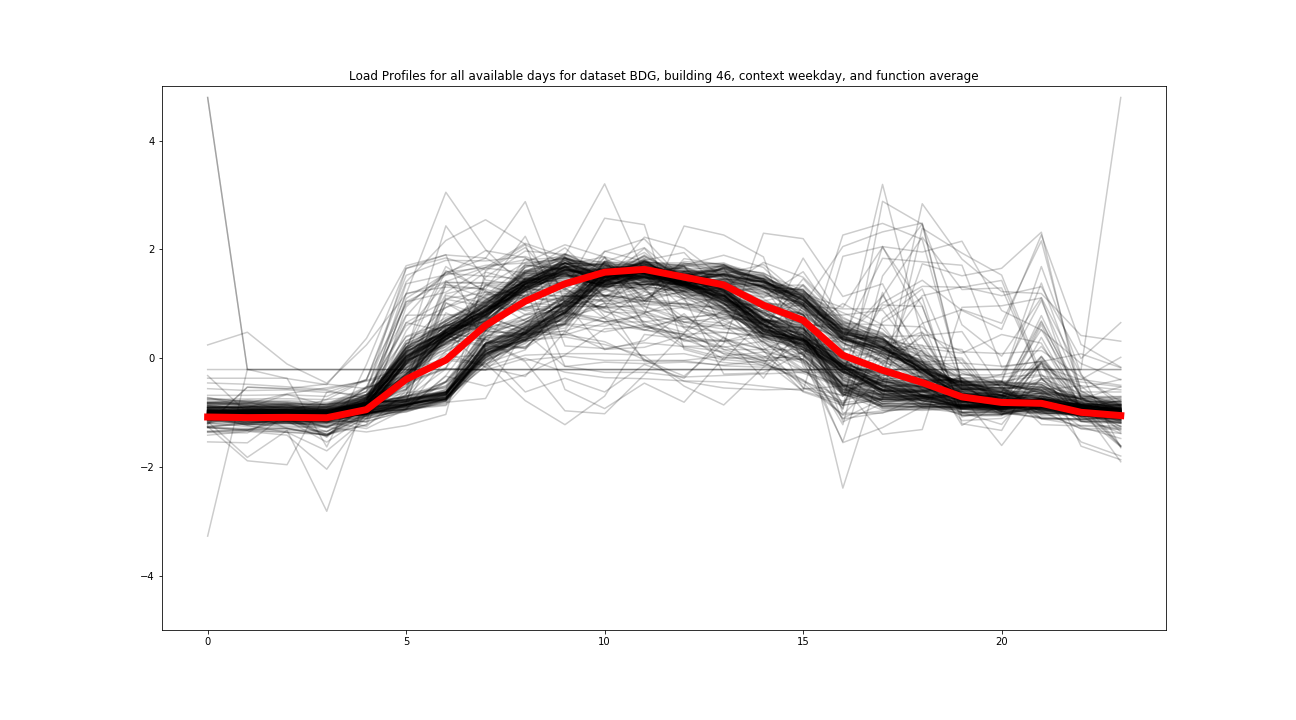 Load Profiles for all available days for dataset BDG, building 46, context weekday, and function average
4
2
0
−2
−4
0 5 10 15 20